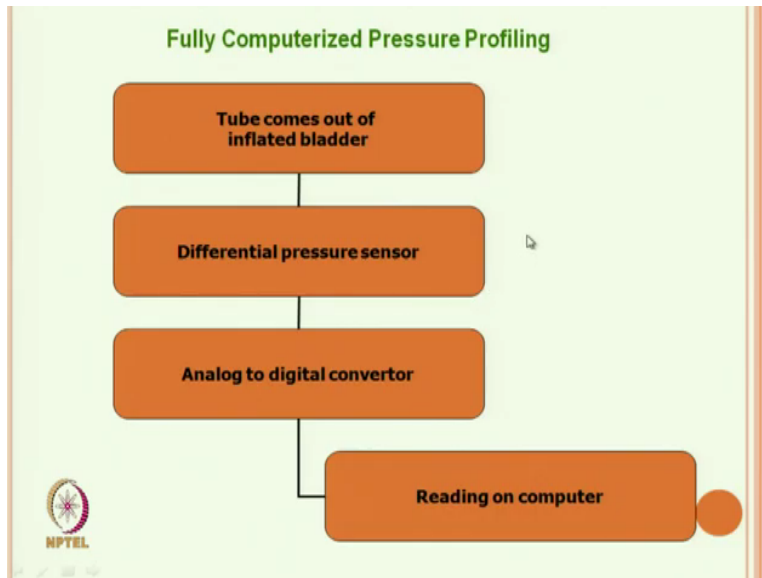 Fully Computerized Pressure Profiling
Tube comes out of
inflated bladder
Differential pressure sensor
Analog to digital convertor
Reading on computer
NPTEL